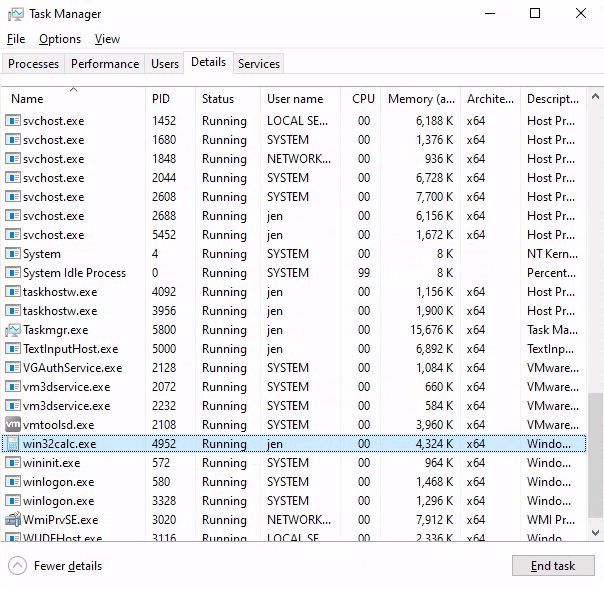 Task Manager
File Options View
Processes Performance Users Details Services
Name PID Status User name CPU Memory (a... Archite... Descript...
svchost.exe 1452 Running LOCAL SE... 00 6,188 K x64 Host Pr...
svchost.exe 1680 Running SYSTEM 00 1,376 K x64 Host Pr...
svchost.exe 1848 Running NETWORK... 00 936 K x64 Host Pr...
svchost.exe 2044 Running SYSTEM 00 6,728 K x64 Host Pr...
svchost.exe 2608 Running SYSTEM 00 7,700 K x64 Host Pr...
svchost.exe 2688 Running jen 00 6,156 K x64 Host Pr...
svchost.exe 5452 Running jen 00 1,672 K x64 Host Pr...
System 4 Running SYSTEM 00 8 K NT Kern...
System Idle Process 0 Running SYSTEM 99 8 K Percent...
taskhostw.exe 4092 Running jen 00 1,156 K x64 Host Pr...
taskhostw.exe 3956 Running jen 00 1,900 K x64 Host Pr...
Taskmgr.exe 5800 Running jen 00 15,676 K x64 Task Ma...
TextInputHost.exe 5000 Running jen 00 6,892 K x64 TextInp...
VGAuthService.exe 2128 Running SYSTEM 00 1,084 K x64 VMware...
vm3dservice.exe 2072 Running SYSTEM 00 660 K x64 VMware...
vm3dservice.exe 2232 Running SYSTEM 00 584 K x64 VMware...
vm vmtoolsd.exe 2108 Running SYSTEM 00 3,960 K x64 VMware...
win32calc.exe 4952 Running jen 00 4,324 K x64 Windo...
wininit.exe 572 Running SYSTEM 00 964 K x64 Windo...
winlogon.exe 580 Running SYSTEM 00 1,468 K x64 Windo...
winlogon.exe 3328 Running SYSTEM 00 1,296 K x64 Windo...
WmiPrvSE.exe 3020 Running NETWORK... 00 7,912 K x64 WMI Pr...
WUDFHost.exe 3116 Running LOCAL SE... 00 2,336 K x64 Windo...
Fewer details End task